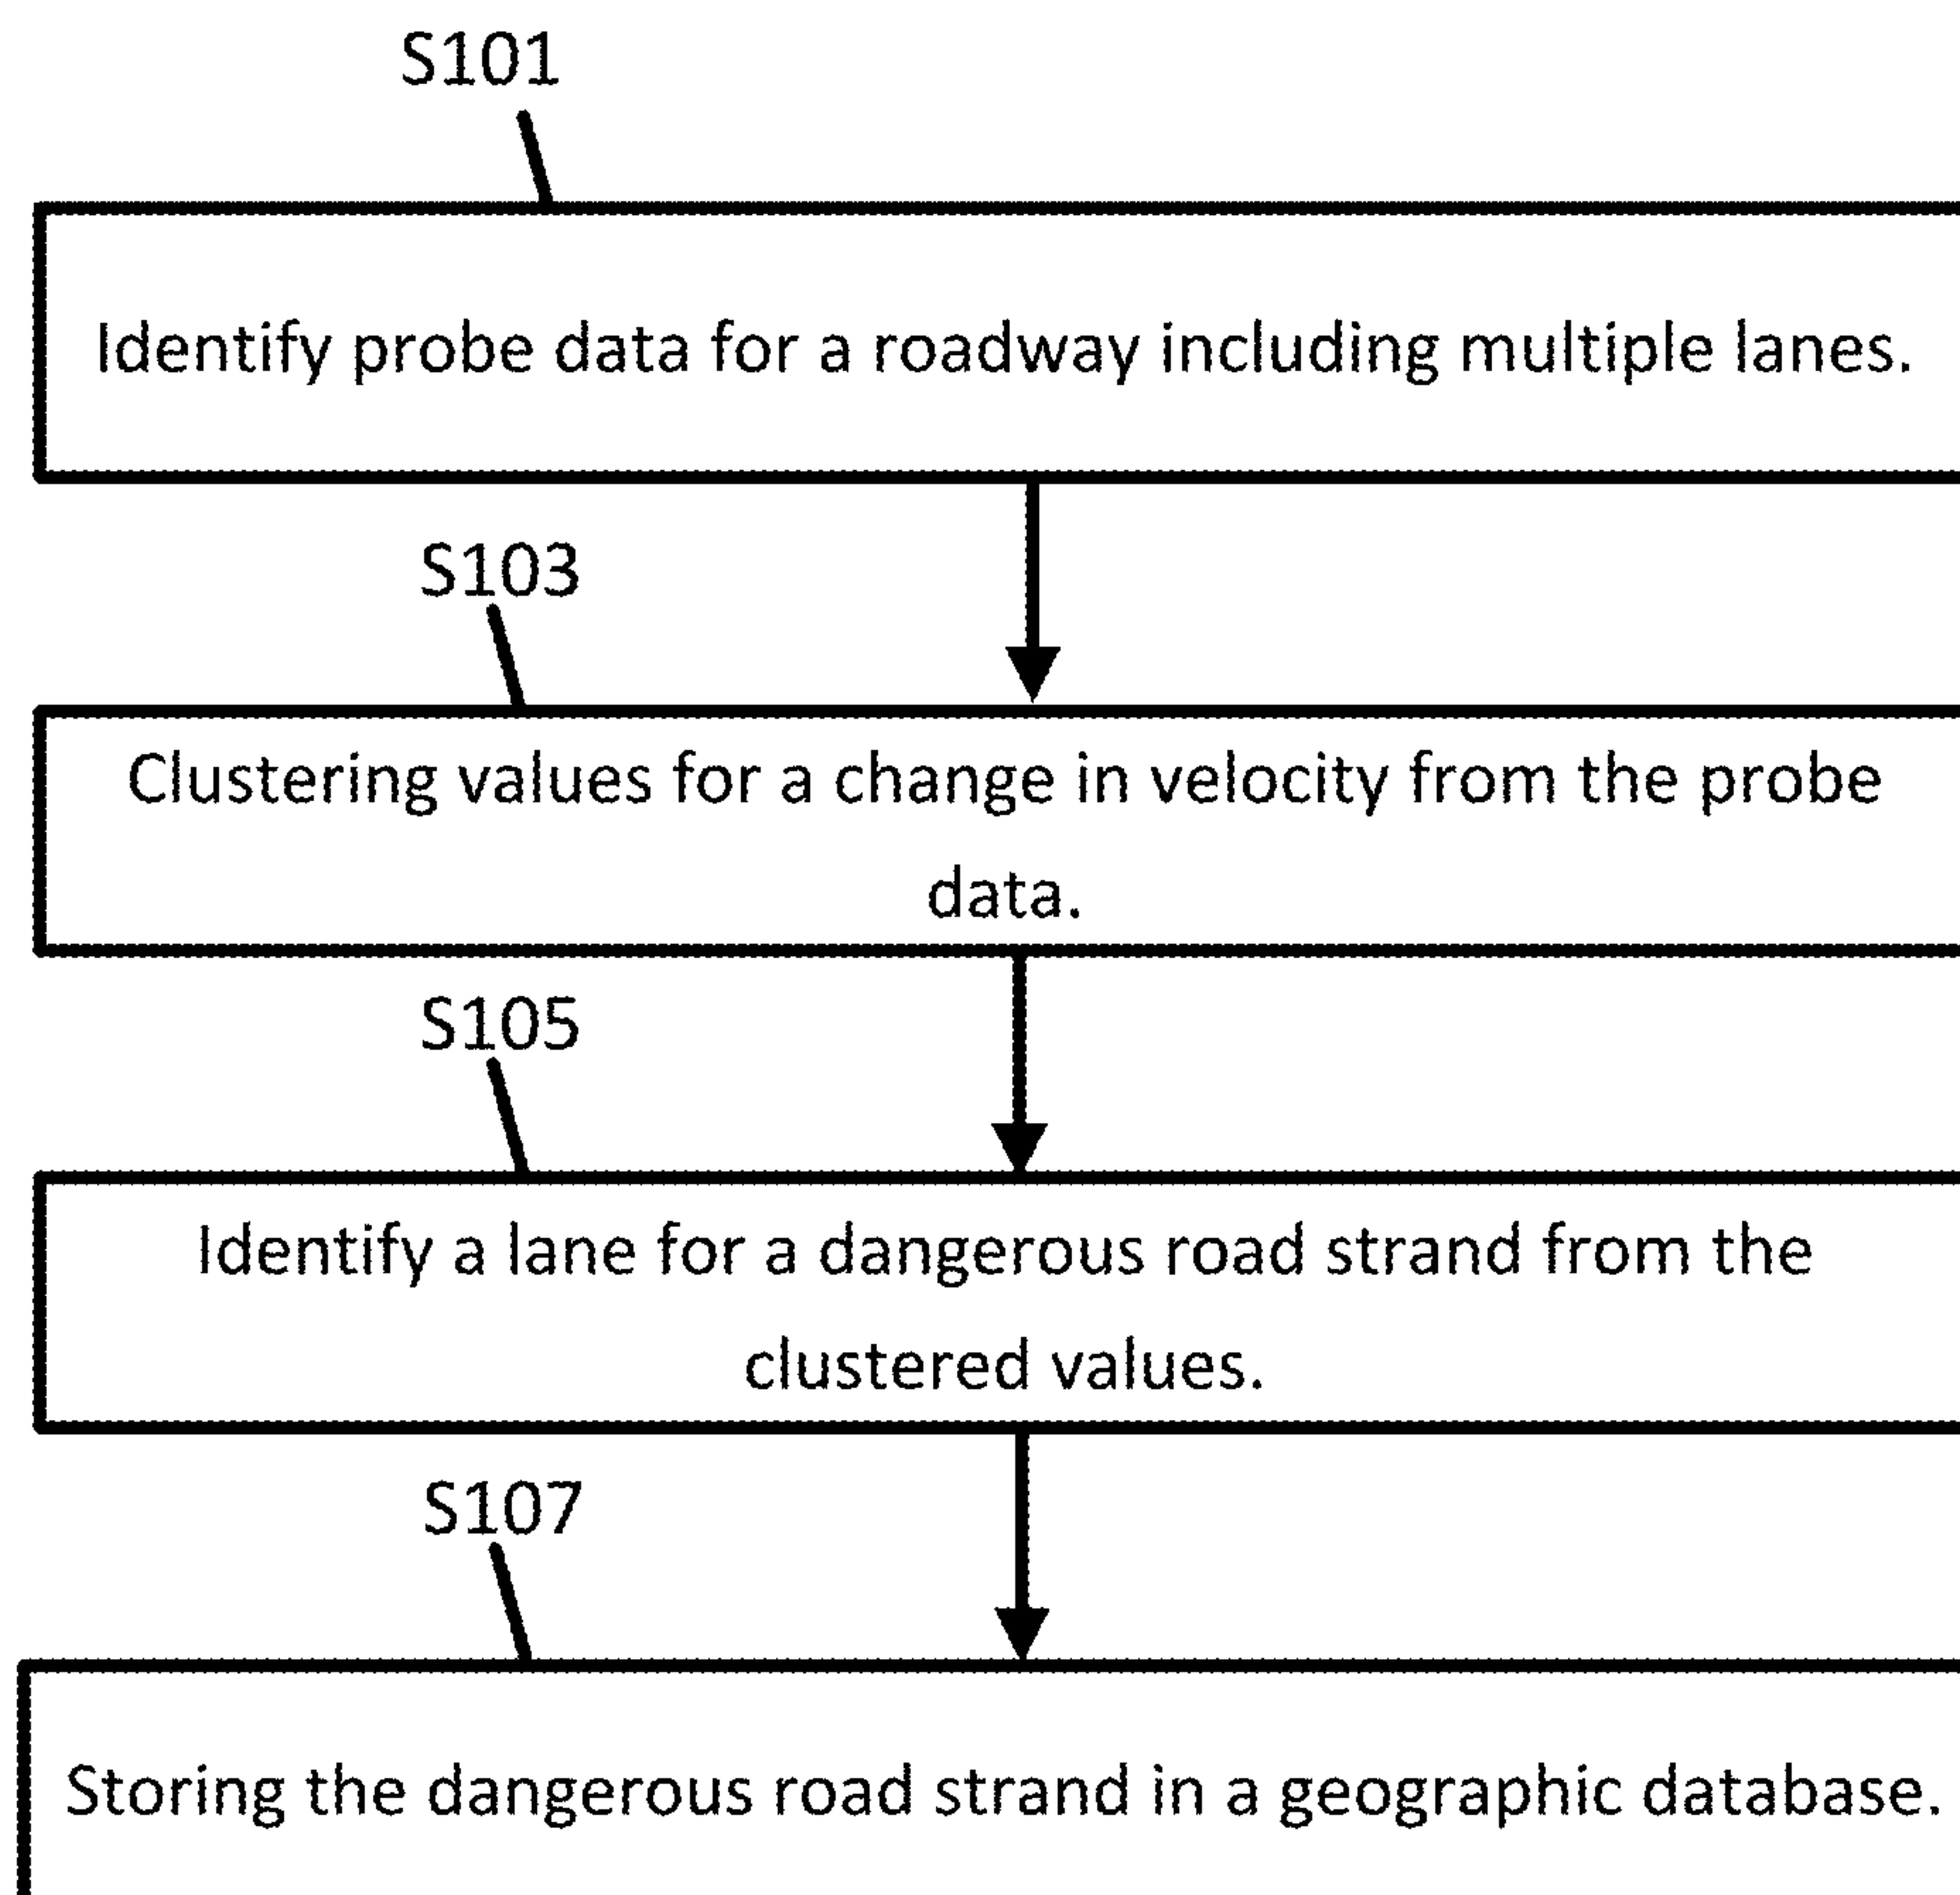 S101
Identify probe data for a roadway including multiple lanes.
S103
Clustering values for a change in velocity from the probe
data.
S105
Identify a lane for a dangerous road strand from the
clustered values.
S107
Storing the dangerous road strand in a geographic database.